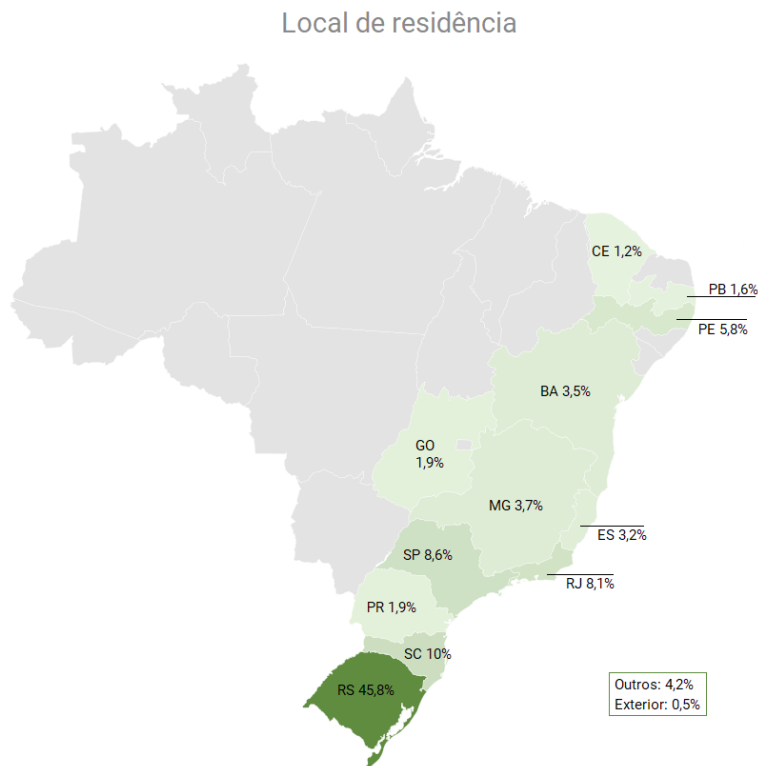 Local de residência
CE 1,2%
PB 1,6%
PE 5,8%
BA 3,5%
GO
1,9%
MG 3,7%
ES 3,2%
SP 8,6%
RJ 8,1%
PR 1,9%
SC 10%
RS 45,8%
Outros: 4,2%
Exterior: 0,5%